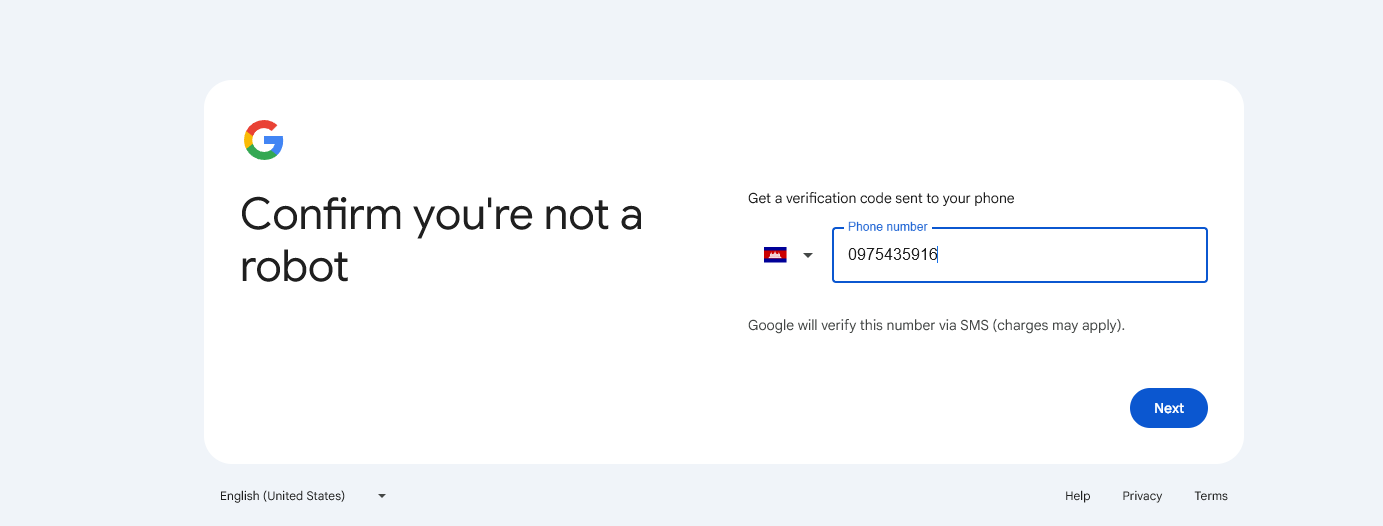 Confirm you're not a
robot
Get a verification code sent to your phone
Phone number
0975435916
Google will verify this number via SMS (charges may apply).
Next
English (United States)
Help
Privacy
Terms